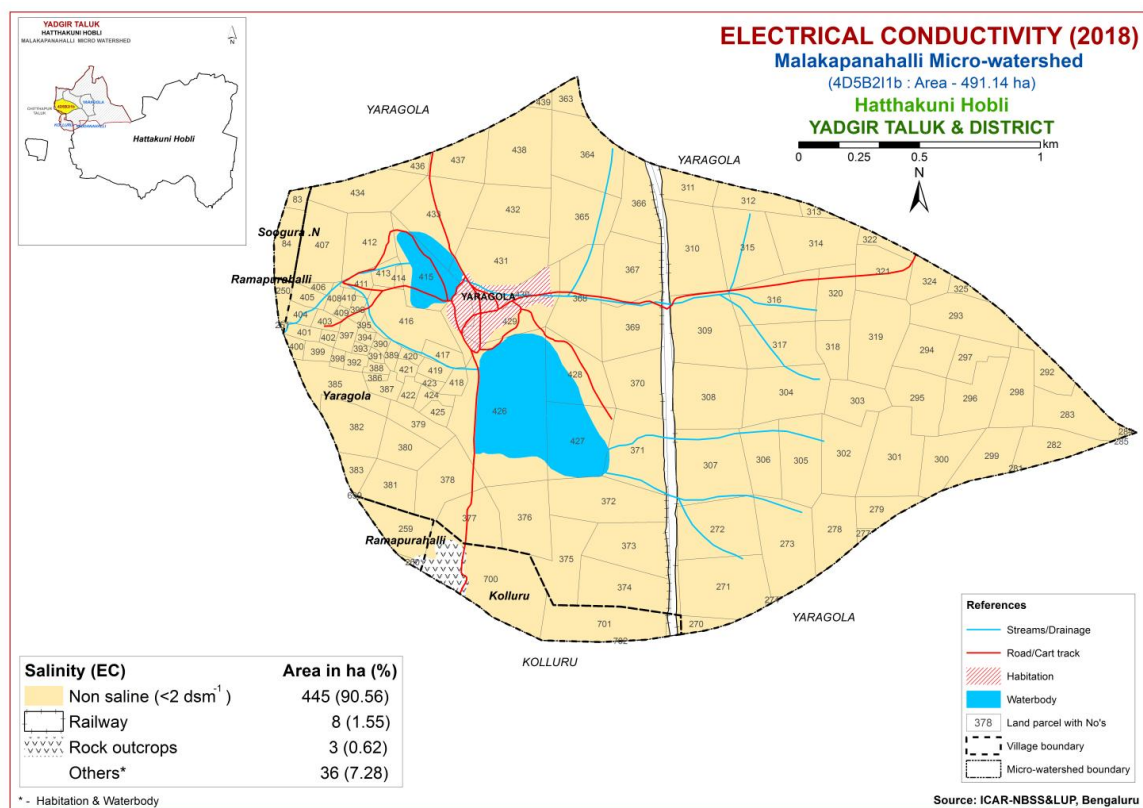 YADGIR TALUK
HATTHAKUNI HOBLI
MALAKAPANAHALLI MICRO WATERSHED
N
YARAGOLA
Hattakuni Hobli
ELECTRICAL CONDUCTIVITY (2018)
Malakapanahalli Micro-watershed
(4D5B2I1b : Area - 491.14 ha)
Hatthakuni Hobli
YADGIR TALUK & DISTRICT
km
0 0.25 0.5 1
N
YARAGOLA
YARAGOLA
439 363
438 364
436 437
434 433 432 365 366
311 312 313
83 84 407 412
Soogura .N
431 310 315 314 322
Ramapurahalli
413 414 415 367 321
250 406 411 320 324 325
405 408 410
YARAGOLA
368 316
404 409 416 429 293
403 395 369 309
401 402 397 394 317 318 319
400 399 393 390 294 297
398 392 391 389 420 417
388 421 419 428 370 304 292
386 423 418
385 387 422 424 308 303 295 296 298
Yaragola
425 426 283
382 379 427 371
282 285
383 381 378 307 306 305 302 301 300 299 281
372
259 377 376 272 273 278 279 277
Ramapurahalli
375 373
700 374 271
Kolluru
701 270
YARAGOLA
KOLLURU
Salinity (EC) Area in ha (%)
Non saline (<2 dsm-1 ) 445 (90.56)
Railway 8 (1.55)
Rock outcrops 3 (0.62)
Others* 36 (7.28)
* - Habitation & Waterbody
References
Streams/Drainage
Road/Cart track
Habitation
Waterbody
378 Land parcel with No's
Village boundary
Micro-watershed boundary
Source: ICAR-NBSS&LUP, Bengaluru